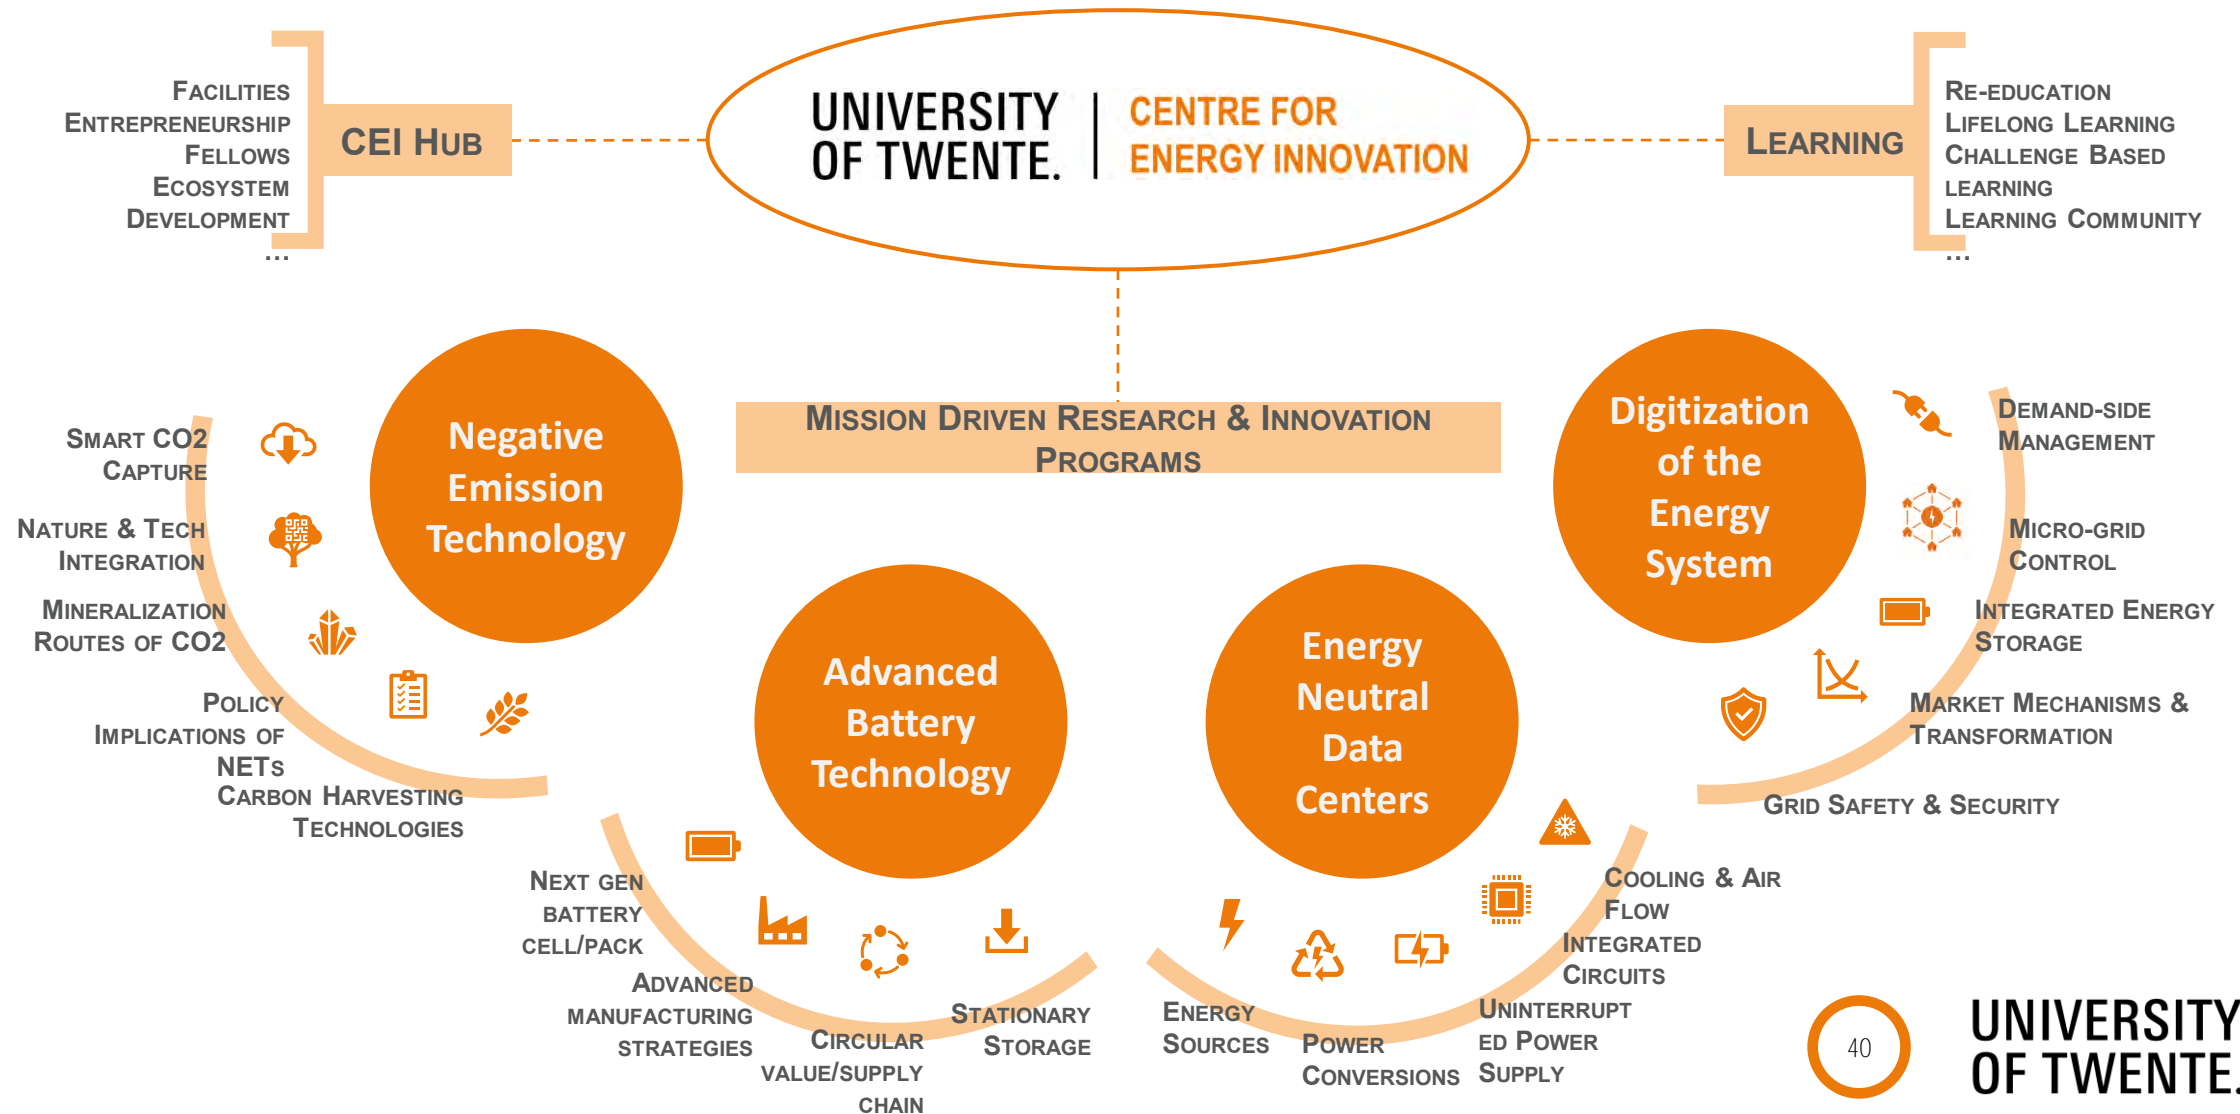 UNIVERSITY
OF TWENTE.
CENTRE FOR
ENERGY INNOVATION
FACILITIES
ENTREPRENEURSHIP
FELLOWS
ECOSYSTEM
DEVELOPMENT
...
CEI HUB
LEARNING
RE-EDUCATION
LIFELONG LEARNING
CHALLENGE BASED
LEARNING
LEARNING COMMUNITY
...
MISSION DRIVEN RESEARCH & INNOVATION
PROGRAMS
Negative
Emission
Technology
SMART CO2
CAPTURE
NATURE & TECH
INTEGRATION
MINERALIZATION
ROUTES OF CO2
POLICY
IMPLICATIONS OF
NETS
CARBON HARVESTING
TECHNOLOGIES
Advanced
Battery
Technology
NEXT GEN
BATTERY
CELL/PACK
ADVANCED
MANUFACTURING
STRATEGIES
CIRCULAR
VALUE/SUPPLY
CHAIN
STATIONARY
STORAGE
Energy
Neutral
Data
Centers
ENERGY
SOURCES
POWER
CONVERSIONS
UNINTERRUPT
ED POWER
SUPPLY
INTEGRATED
CIRCUITS
COOLING & AIR
FLOW
Digitization
of the
Energy
System
DEMAND-SIDE
MANAGEMENT
MICRO-GRID
CONTROL
INTEGRATED ENERGY
STORAGE
MARKET MECHANISMS &
TRANSFORMATION
GRID SAFETY & SECURITY
40
UNIVERSITY
OF TWENTE.